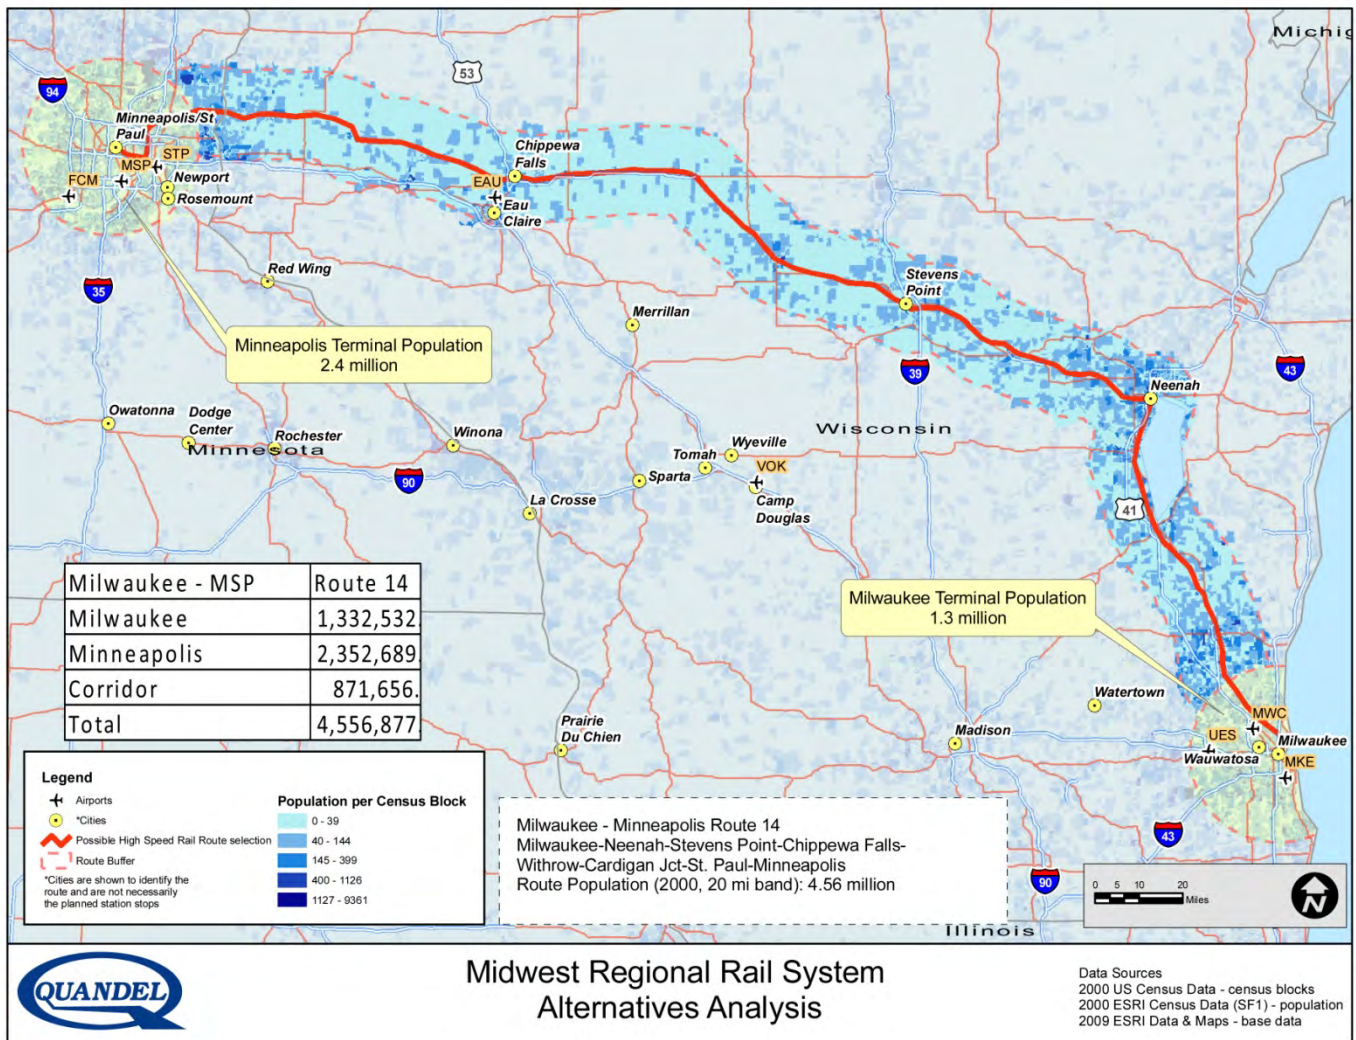 Michig
94
53
Minneapolis/St
Paul
MSP
STP
FCM
Newport
Rosemount
Chippewa
Falls
EAU
Eau
Claire
Red Wing
35
Stevens
Point
Merrillan
Minneapolis Terminal Population
2.4 million
39
43
Neenah
Owatonna
Dodge
Center
Rochester
Minnesota
Winona
Wisconsin
Wyeville
Tomah
VOK
Sparta
90
La Crosse
Camp
Douglas
41
Milwaukee - MSP Route 14
Milwaukee 1,332,532.
Minneapolis 2,352,689.
Corridor 871,656.
Total 4,556,877
Milwaukee Terminal Population
1.3 million
Watertown
Prairie
Du Chien
Madison
MWC
UES
Milwaukee
Wauwatosa
MKE
43
90
Illinois
Legend
Airports
*Cities
Possible High Speed Rail Route selection
Route Buffer
*Cities are shown to identify the
route and are not necessarily
the planned station stops
Population per Census Block
0 - 39
40 - 144
145 - 399
400 - 1126
1127 - 9361
Milwaukee - Minneapolis Route 14
Milwaukee-Neenah-Stevens Point-Chippewa Falls-
Withrow-Cardigan Jct-St. Paul-Minneapolis
Route Population (2000, 20 mi band): 4.56 million
0 5 10 20
Miles
N
QUANDEL
Midwest Regional Rail System
Alternatives Analysis
Data Sources
2000 US Census Data - census blocks
2000 ESRI Census Data (SF1) - population
2009 ESRI Data & Maps - base data